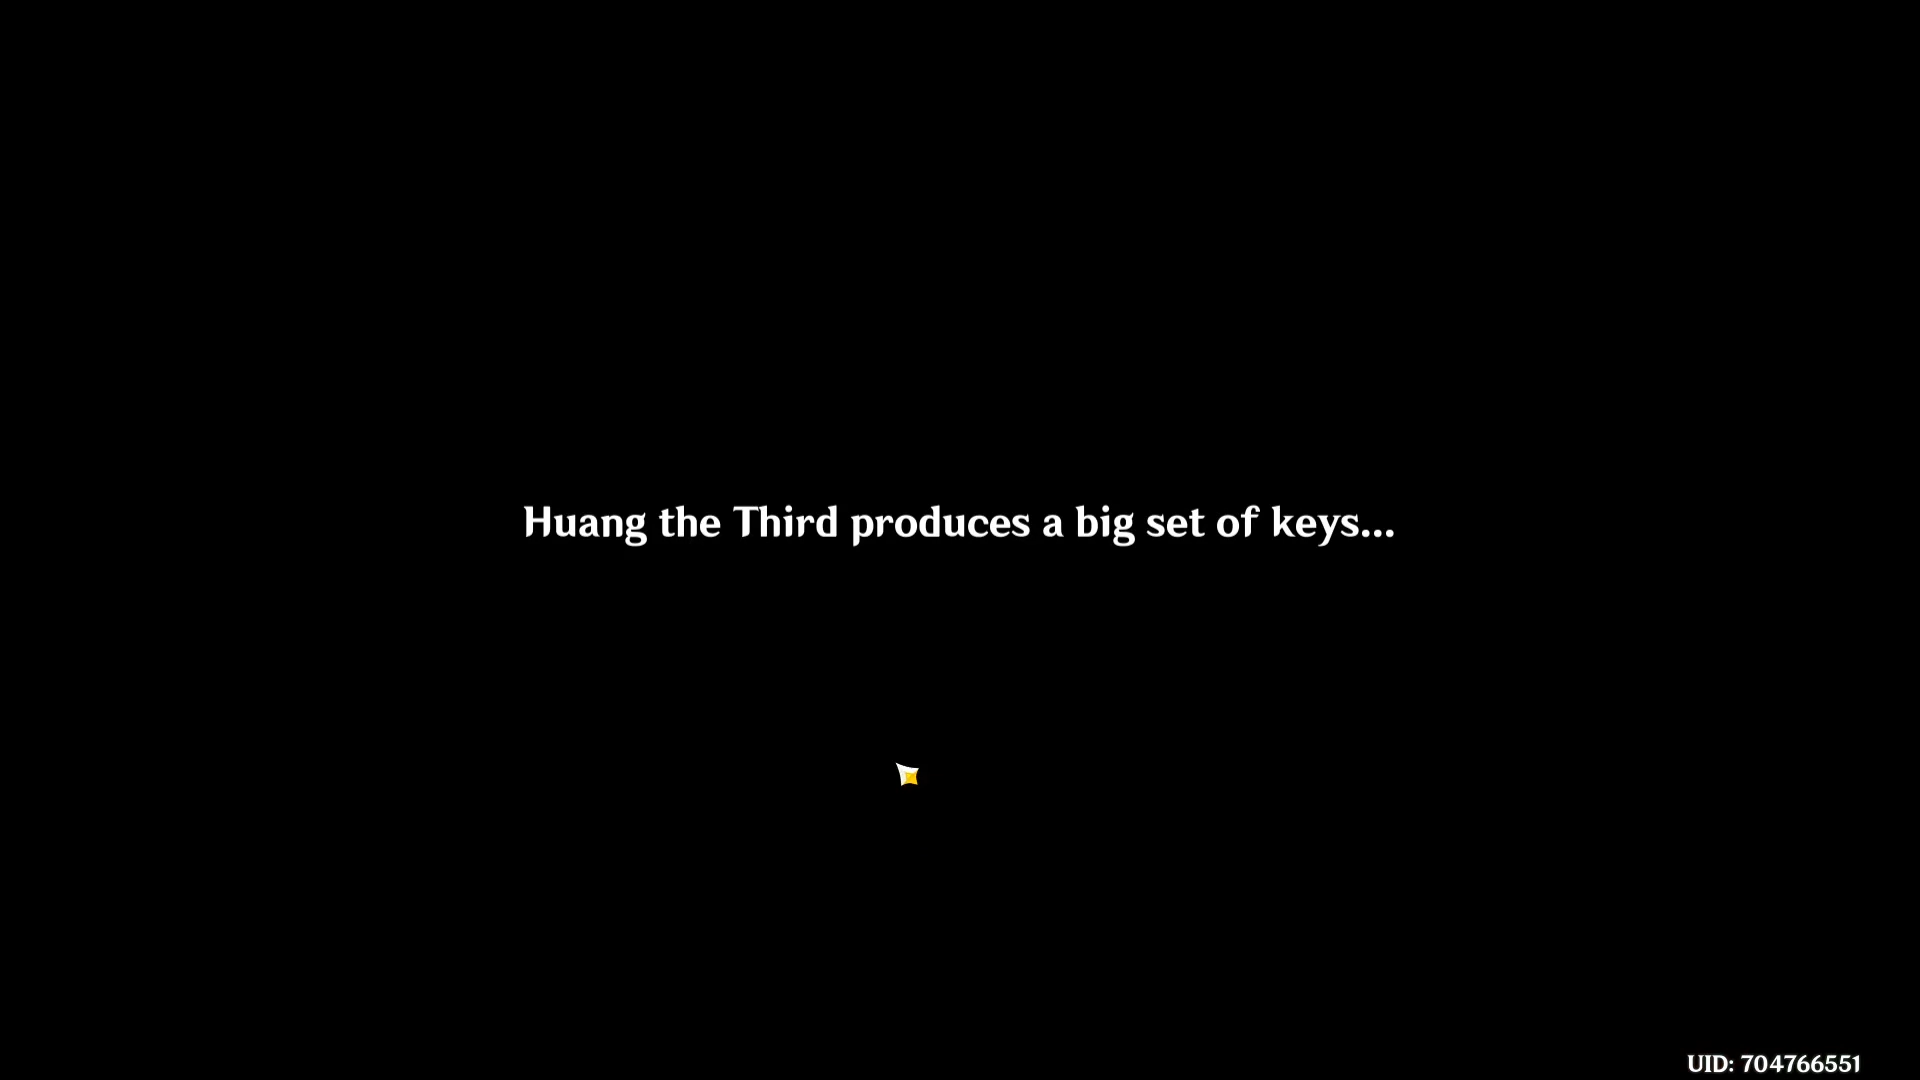 Huang the Third produces a big set of keys...
UID: 704766551